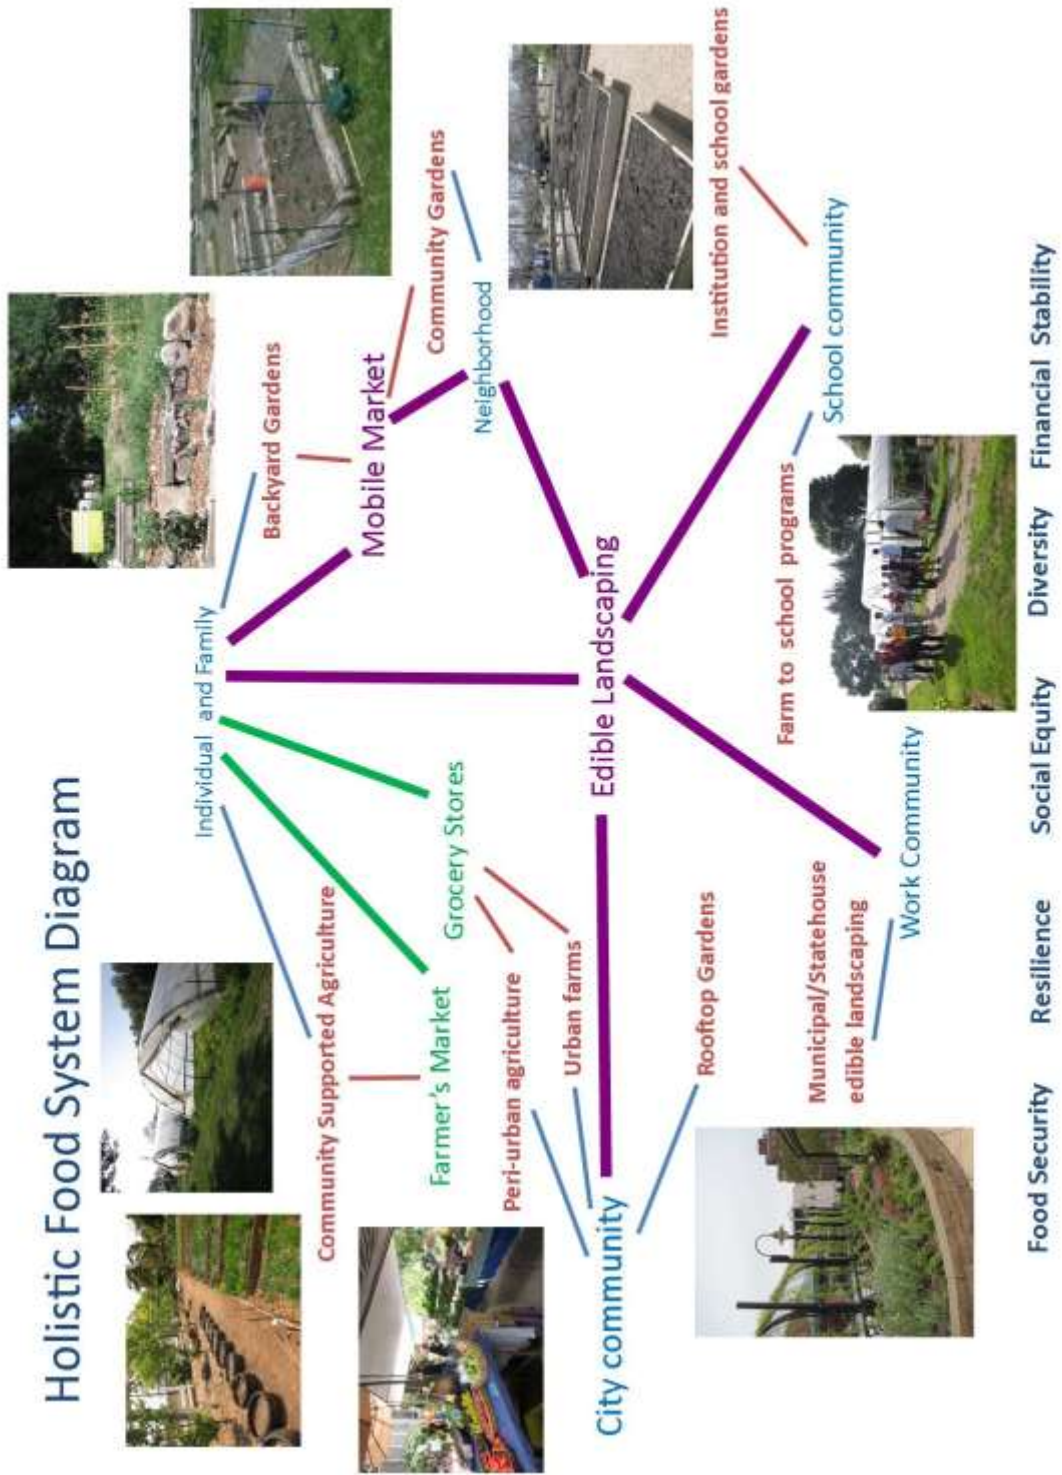 Holistic Food System Diagram
Individual and Family
Community Supported Agriculture
Backyard Gardens
Mobile Market
Farmer's Market
Grocery Stores
Community Gardens
Neighborhood
Peri-urban agriculture
Urban farms
City community
Edible Landscaping
Rooftop Gardens
Institution and school gardens
Farm to school programs
School community
Municipal/Statehouse
edible landscaping
Work Community
Food Security Resilience Social Equity Diversity Financial Stability